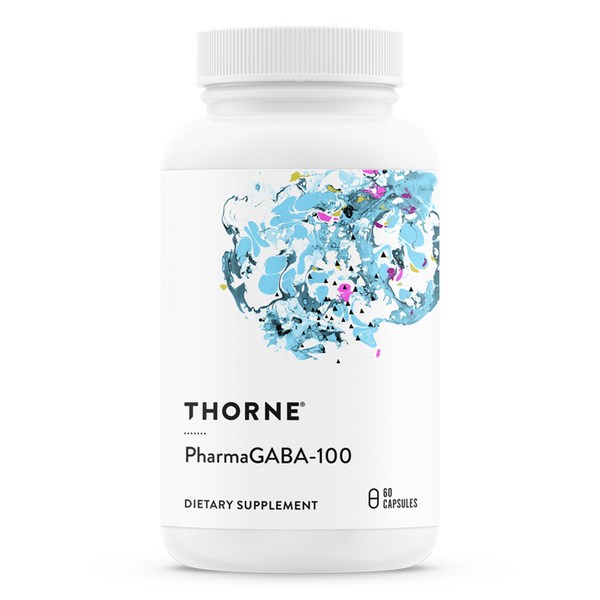 THORNE®
PharmaGABA-100
DIETARY SUPPLEMENT
60
CAPSULES